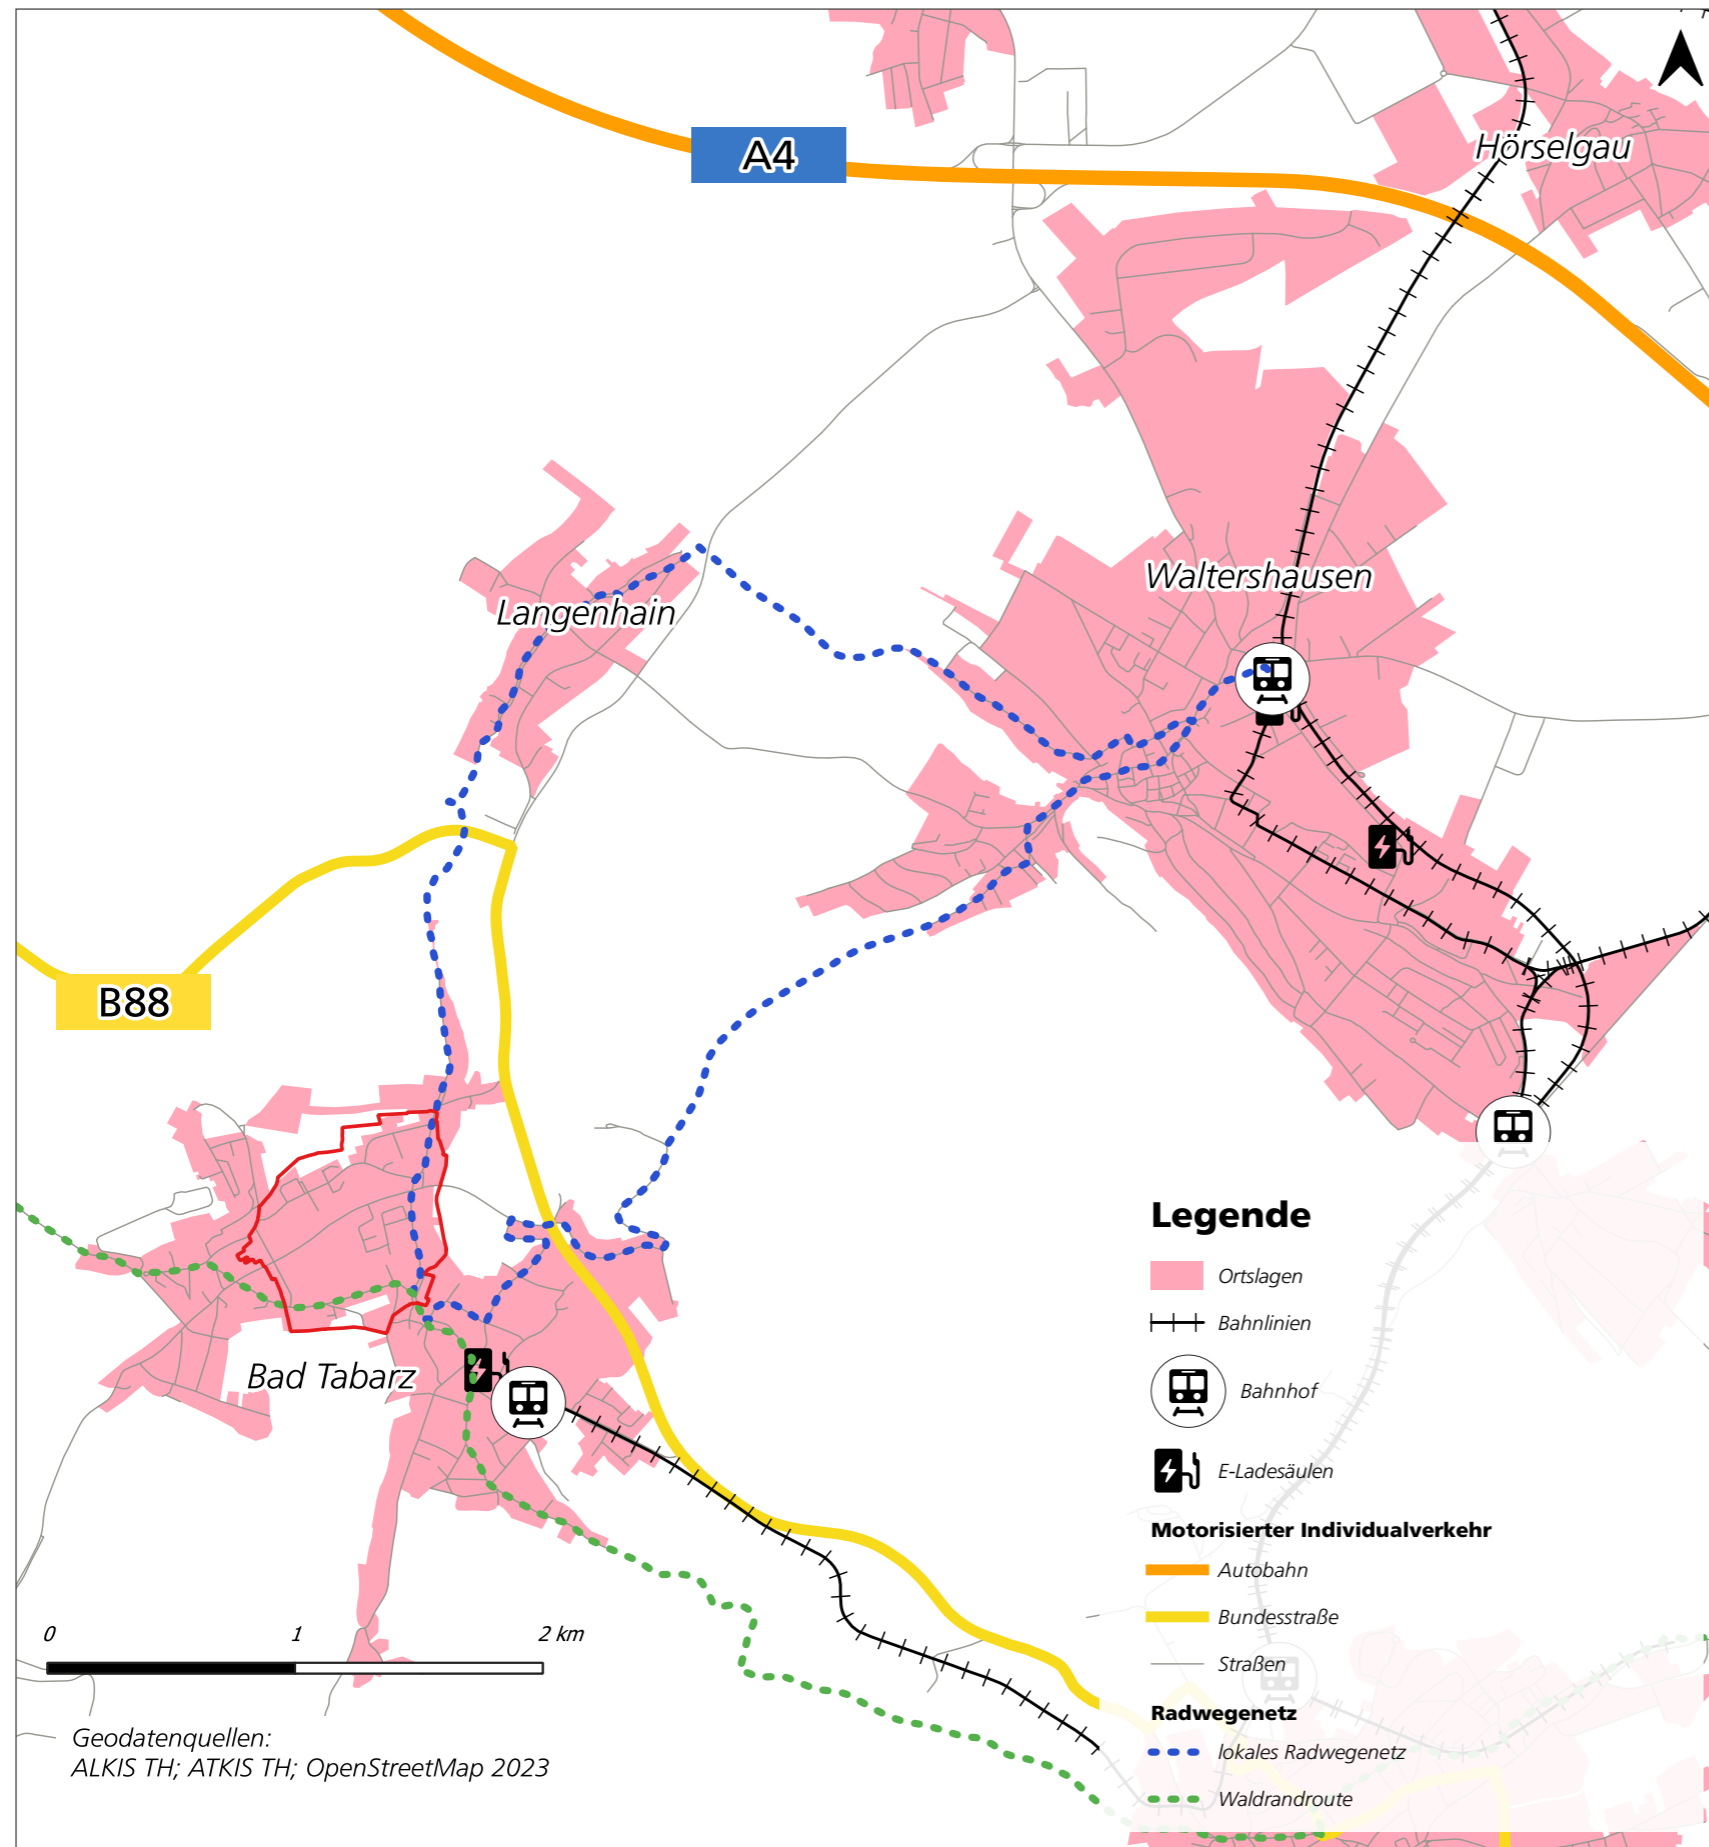 A4
Hörselgau
Waltershausen
Langenhain
B88
Bad Tabarz
Legende
Ortslagen
Bahnlinien
Bahnhof
E-Ladesäulen
Motorisierter Individualverkehr
Autobahn
Bundesstraße
Straßen
Radwegenetz
lokales Radwegenetz
Waldrandroute
0 1 2 km
Geodatenquellen:
ALKIS TH; ATKIS TH; OpenStreetMap 2023